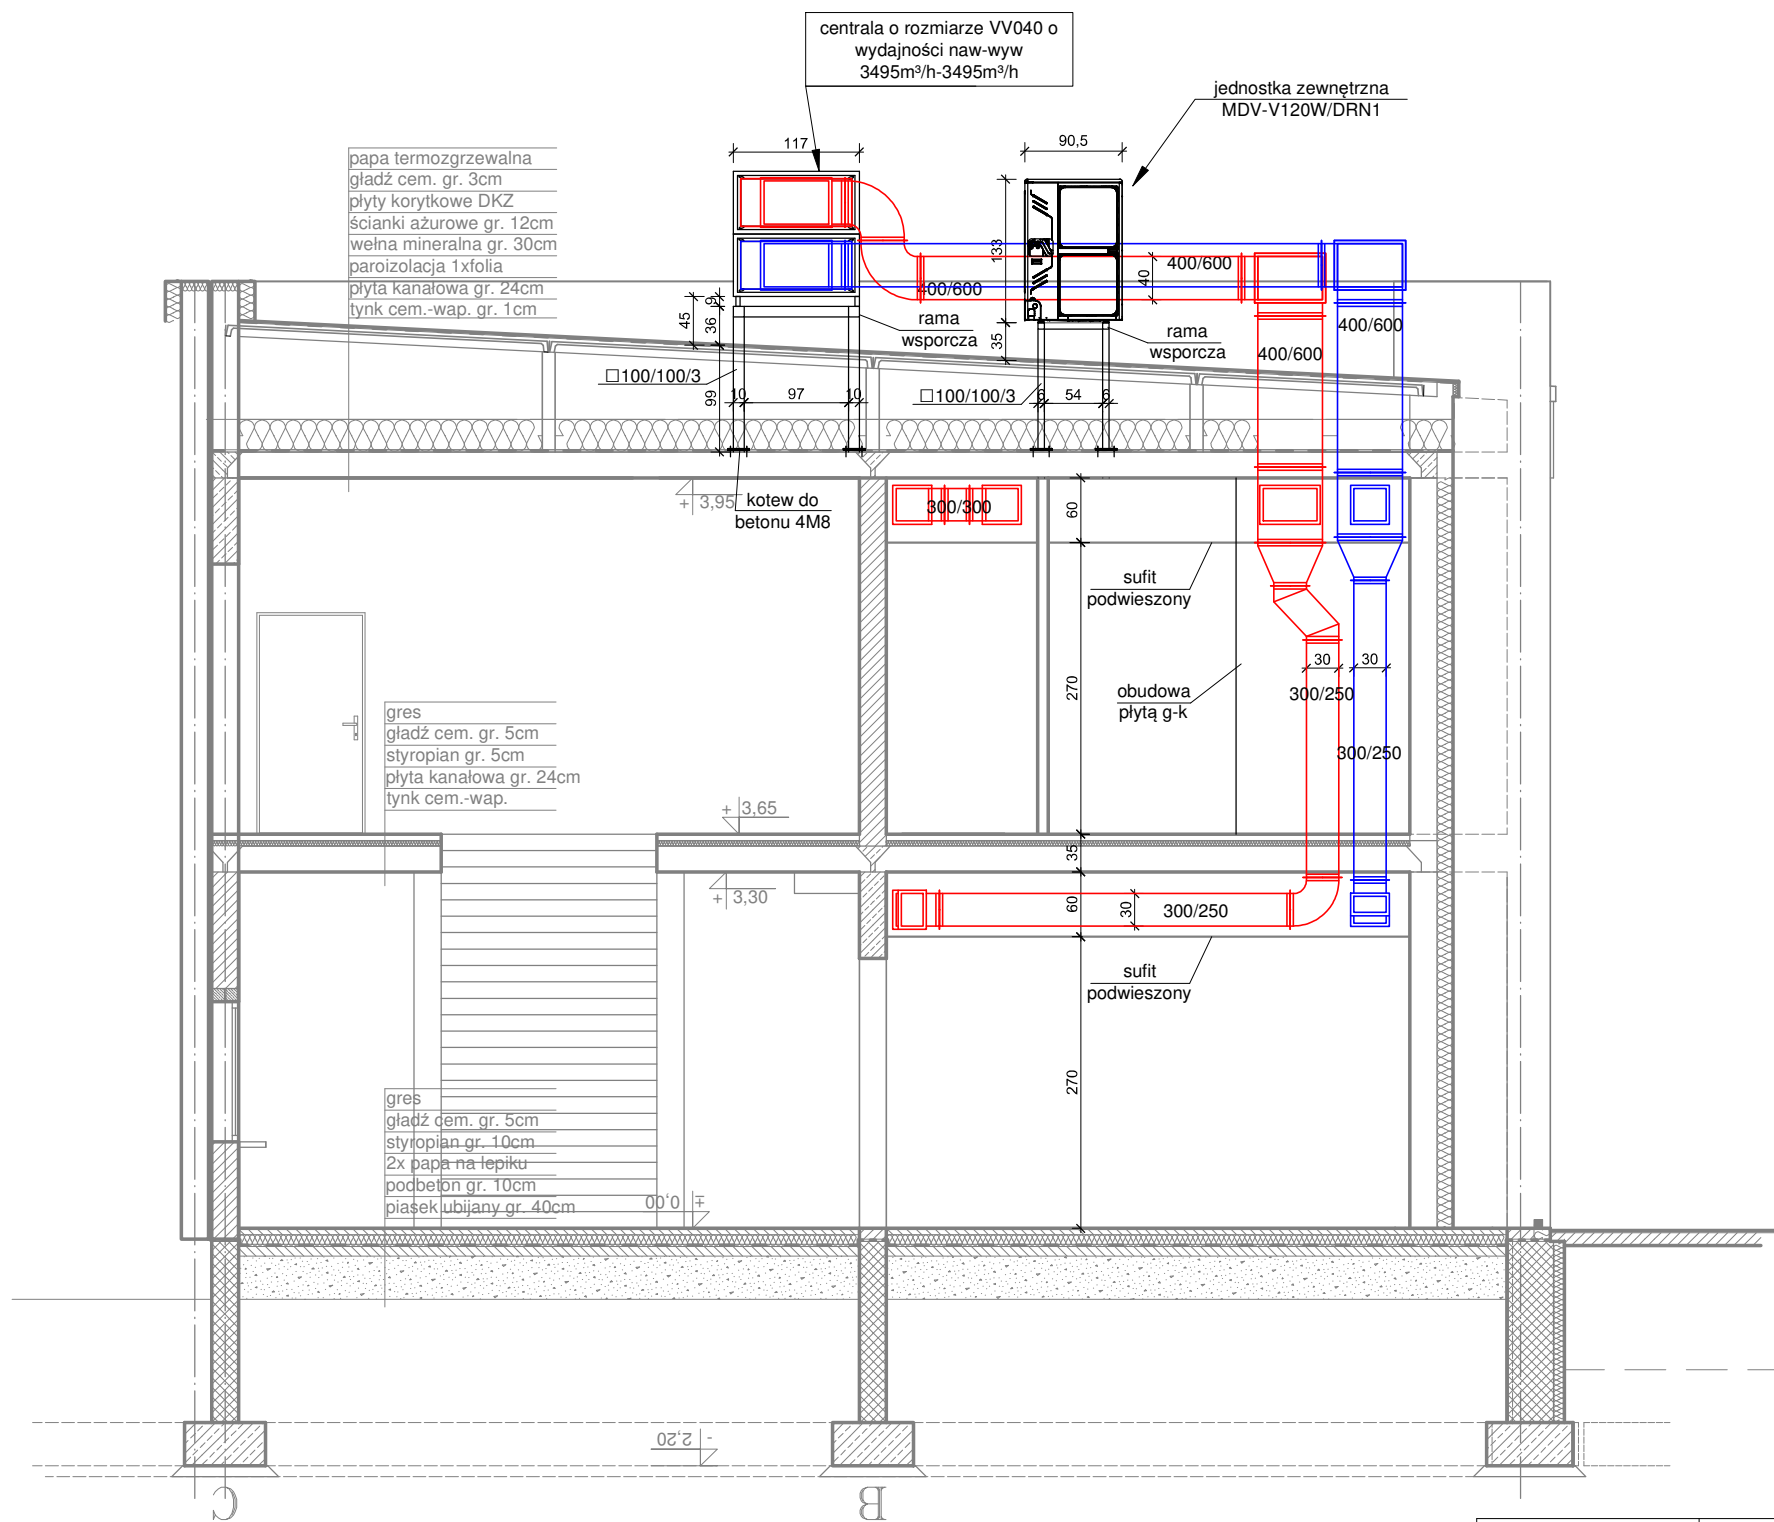 centrala o rozmiarze VV040 o
wydajności naw-wyw
3495m³/h-3495m³/h
jednostka zewnętrzna
MDV-V120W/DRN1
117
90,5
papa termozgrzewalna
gładź cem. gr. 3cm
płyty korytkowe DKZ
ścianki ażurowe gr. 12cm
wełna mineralna gr. 30cm
paroizolacja 1xfolia
płyta kanałowa gr. 24cm
tynk cem.-wap. gr. 1cm
133
40
400/600
400/600
400/600
400/600
45
9
36
99
35
rama
wsporcza
rama
wsporcza
□100/100/3
□100/100/3
10
97
10
6
54
6
+ 3,95
kotew do
betonu 4M8
300/300
60
sufit
podwieszony
270
30
30
300/250
300/250
obudowa
płytą g-k
gres
gładź cem. gr. 5cm
styropian gr. 5cm
płyta kanałowa gr. 24cm
tynk cem.-wap.
+ 3,65
35
+ 3,30
60
30
300/250
sufit
podwieszony
270
gres
gładź cem. gr. 5cm
styropian gr. 10cm
2x papa na lepiku
podbeton gr. 10cm
piasek ubijany gr. 40cm
± 0,00
- 2,20
C
B